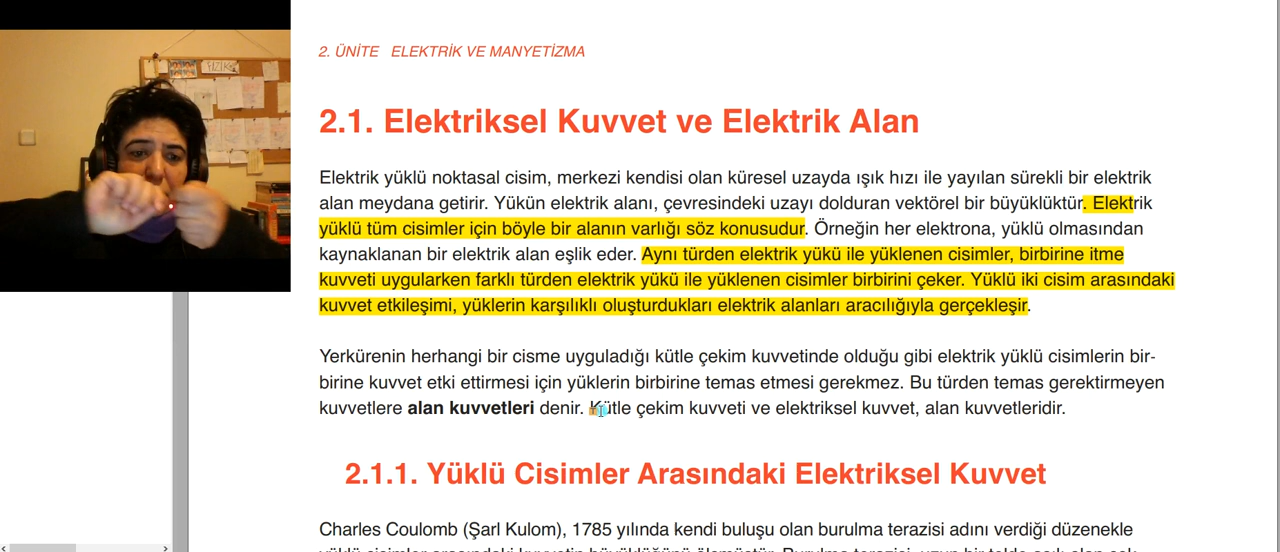 FİZİK
2. ÜNİTE ELEKTRİK VE MANYETİZMA
2.1. Elektriksel Kuvvet ve Elektrik Alan
Elektrik yüklü noktasal cisim, merkezi kendisi olan küresel uzayda ışık hızı ile yayılan sürekli bir elektrik
alan meydana getirir. Yükün elektrik alanı, çevresindeki uzayı dolduran vektörel bir büyüklüktür. Elektrik
yüklü tüm cisimler için böyle bir alanın varlığı söz konusudur. Örneğin her elektrona, yüklü olmasından
kaynaklanan bir elektrik alan eşlik eder. Aynı türden elektrik yükü ile yüklenen cisimler, birbirine itme
kuvveti uygularken farklı türden elektrik yükü ile yüklenen cisimler birbirini çeker. Yüklü iki cisim arasındaki
kuvvet etkileşimi, yüklerin karşılıklı oluşturdukları elektrik alanları aracılığıyla gerçekleşir.
Yerkürenin herhangi bir cisme uyguladığı kütle çekim kuvvetinde olduğu gibi elektrik yüklü cisimlerin bir-
birine kuvvet etki ettirmesi için yüklerin birbirine temas etmesi gerekmez. Bu türden temas gerektirmeyen
kuvvetlere alan kuvvetleri denir. Kütle çekim kuvveti ve elektriksel kuvvet, alan kuvvetleridir.
2.1.1. Yüklü Cisimler Arasındaki Elektriksel Kuvvet
Charles Coulomb (Şarl Kulom), 1785 yılında kendi buluşu olan burulma terazisi adını verdiği düzenekle